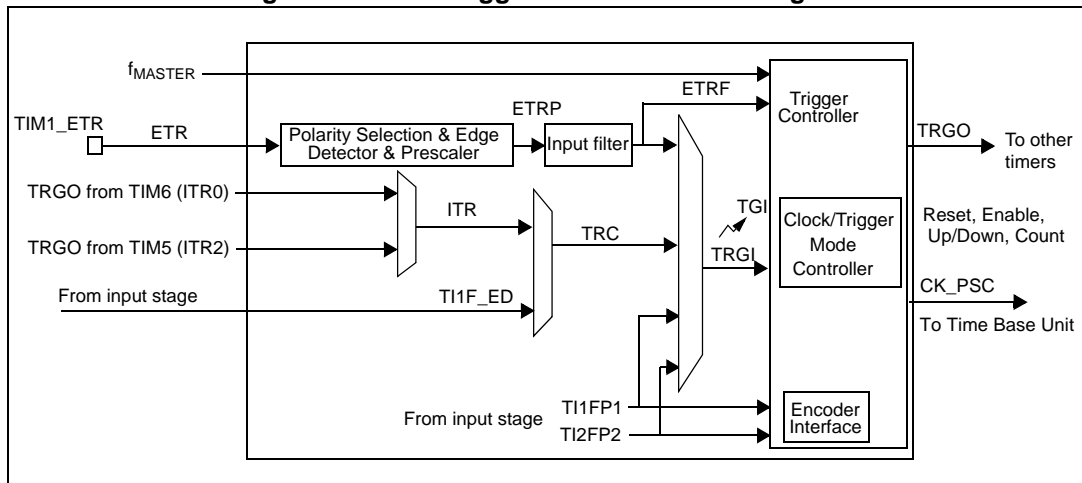 fMASTER
ETRF
Trigger
Controller
ETRP
TIM1_ETR
ETR
Polarity Selection & Edge
Detector & Prescaler
Input filter
TRGO
To other
timers
TRGO from TIM6 (ITR0)
ITR
TGI
Clock/Trigger
Mode
Controller
Reset, Enable,
Up/Down, Count
TRC
TRGO from TIM5 (ITR2)
TRGI
From input stage
TI1F_ED
CK_PSC
To Time Base Unit
From input stage
TI1FP1
TI2FP2
Encoder
Interface